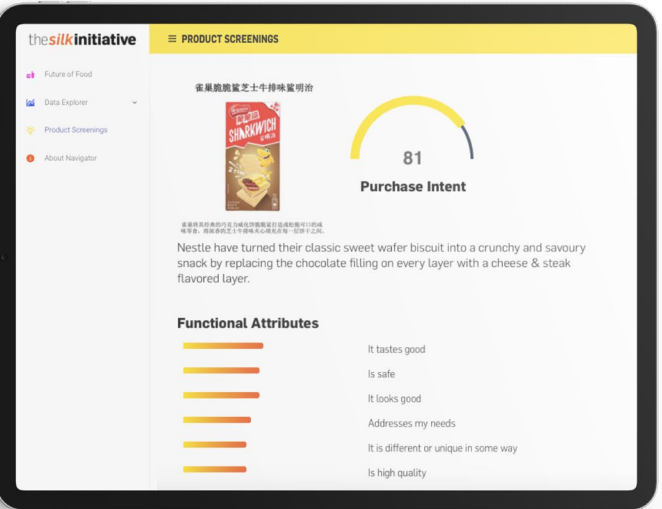 thesilkinitiative
PRODUCT SCREENINGS
Future of Food
Data Explorer
Product Screenings
About Navigator
雀巢脆脆鲨芝士牛排味鲨明治
SHARKWICH
81
Purchase Intent
Nestle have turned their classic sweet wafer biscuit into a crunchy and savoury
snack by replacing the chocolate filling on every layer with a cheese & steak
flavored layer.
Functional Attributes
It tastes good
Is safe
It looks good
Addresses my needs
It is different or unique in some way
Is high quality